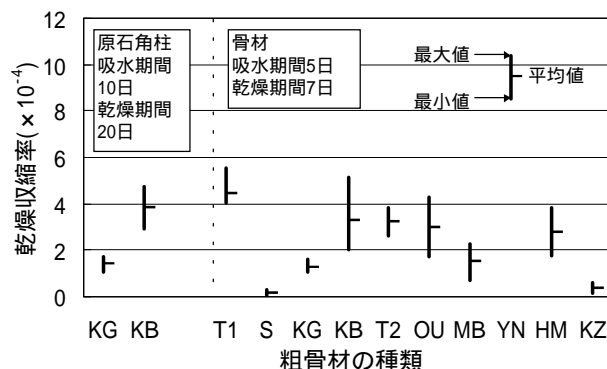 12
10
8
6
4
2
0
乾燥収縮率(×10-4)
原石角柱
吸水期間
10日
乾燥期間
20日
骨材
吸水期間5日
乾燥期間7日
最大値
平均値
最小値
KG KB T1 S KG KB T2 OU MB YN HM KZ
粗骨材の種類